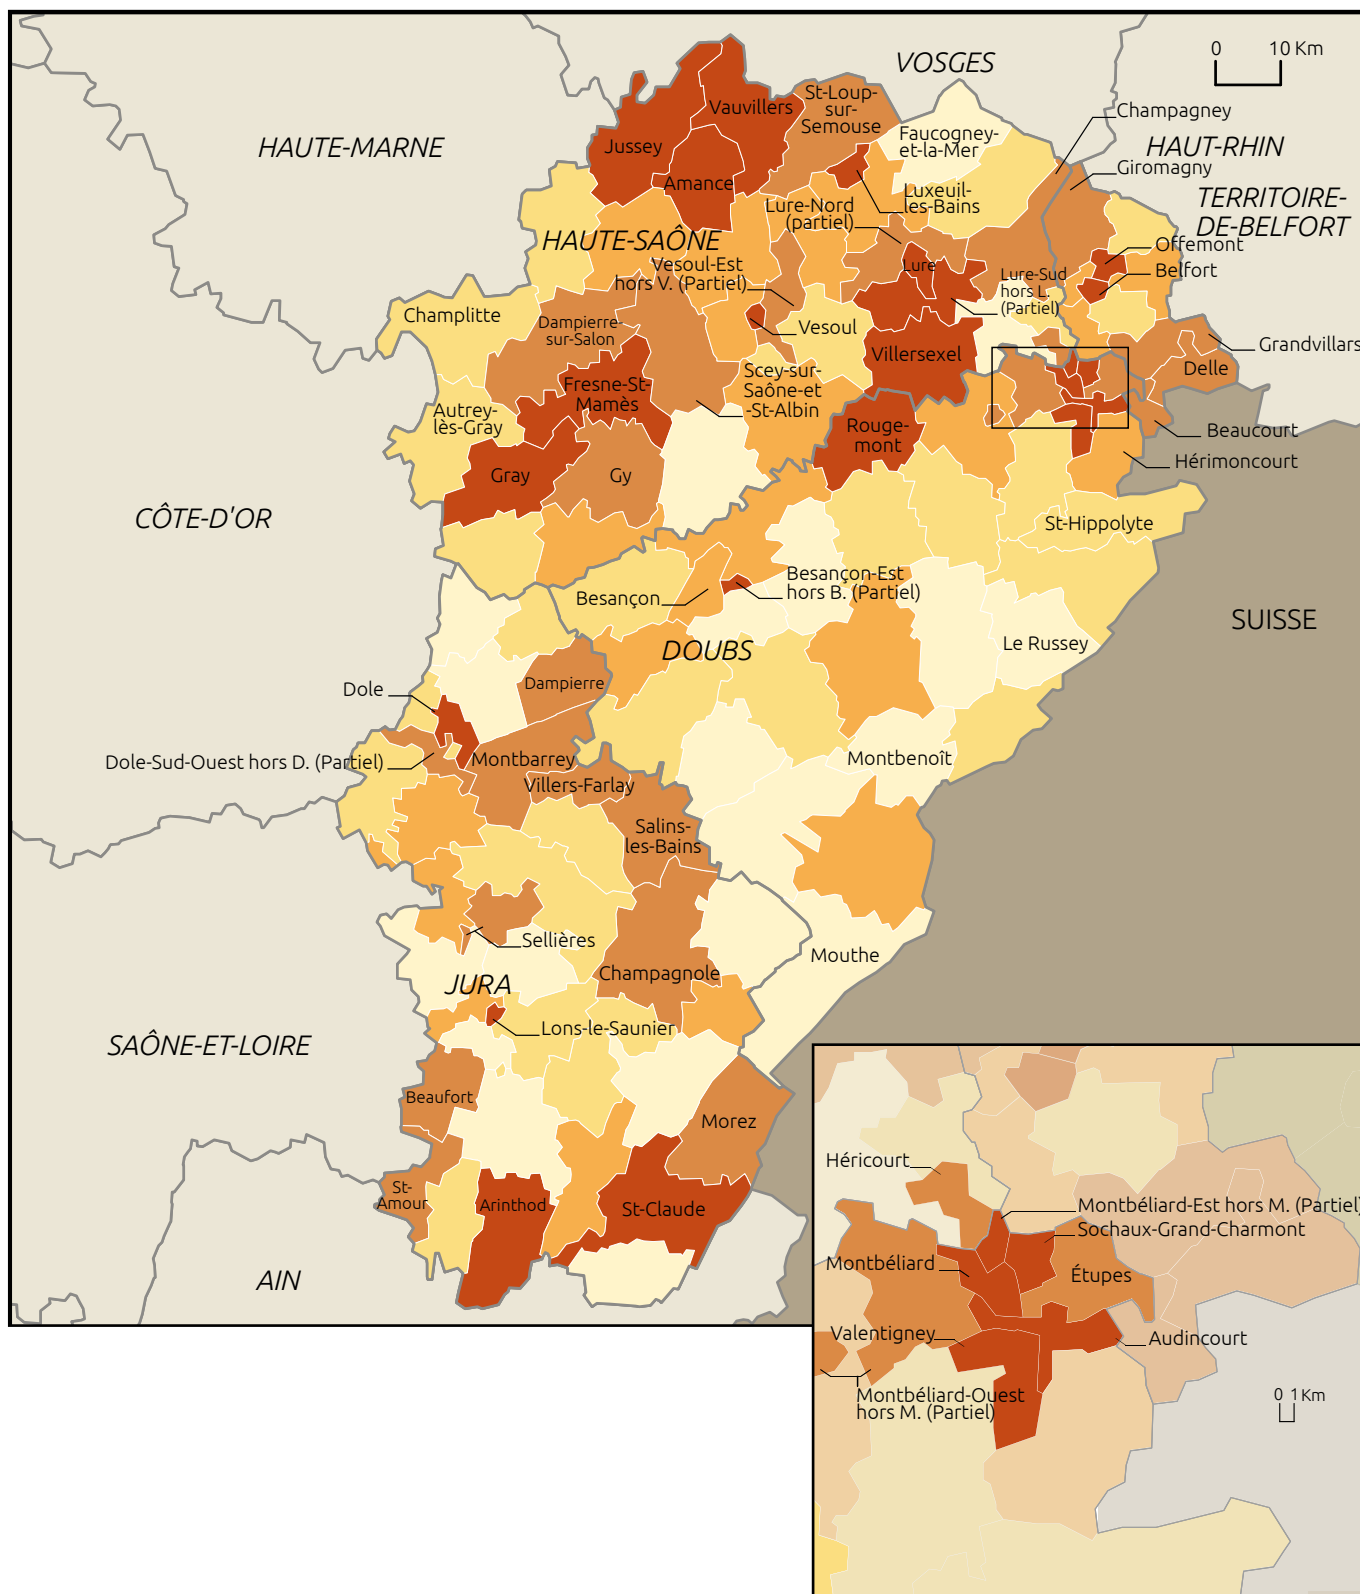 VOSGES
0 10 Km
St-Loup-
sur-
Semouse
Vauvillers
Champagney
Faucogney-
et-la-Mer
HAUTE-MARNE
Jussey
HAUT-RHIN
Giromagny
Amance
Luxeuil-
les-Bains
TERRITOIRE-
DE-BELFORT
Lure-Nord
(partiel)
HAUTE-SAÔNE
Offemont
Vesoul-Est
hors V. (Partiel)
Lure
Belfort
Lure-Sud
hors L.
(Partiel)
Champlitte
Dampierre-
sur-Salon
Vesoul
Grandvillars
Villersexel
Delle
Scey-sur-
Saône-et
-St-Albin
Fresne-St-
Mamès
Autrey-
lès-Gray
Rouge-
mont
Beaucourt
Hérimoncourt
Gray
Gy
CÔTE-D'OR
St-Hippolyte
Besançon-Est
hors B. (Partiel)
Besançon
SUISSE
DOUBS
Le Russey
Dole
Dampierre
Dole-Sud-Ouest hors D. (Partiel)
Montbarrey
Montbenoît
Villers-Farlay
Salins-
les-Bains
Sellières
Mouthe
Champagnole
JURA
Lons-le-Saunier
SAÔNE-ET-LOIRE
Beaufort
Morez
St-
Amour
Arinthod
St-Claude
AIN
Héricourt
Montbéliard-Est hors M. (Partiel)
Sochaux-Grand-Charmont
Montbéliard
Étupes
Valentigney
Audincourt
Montbéliard-Ouest
hors M. (Partiel)
0 1 Km